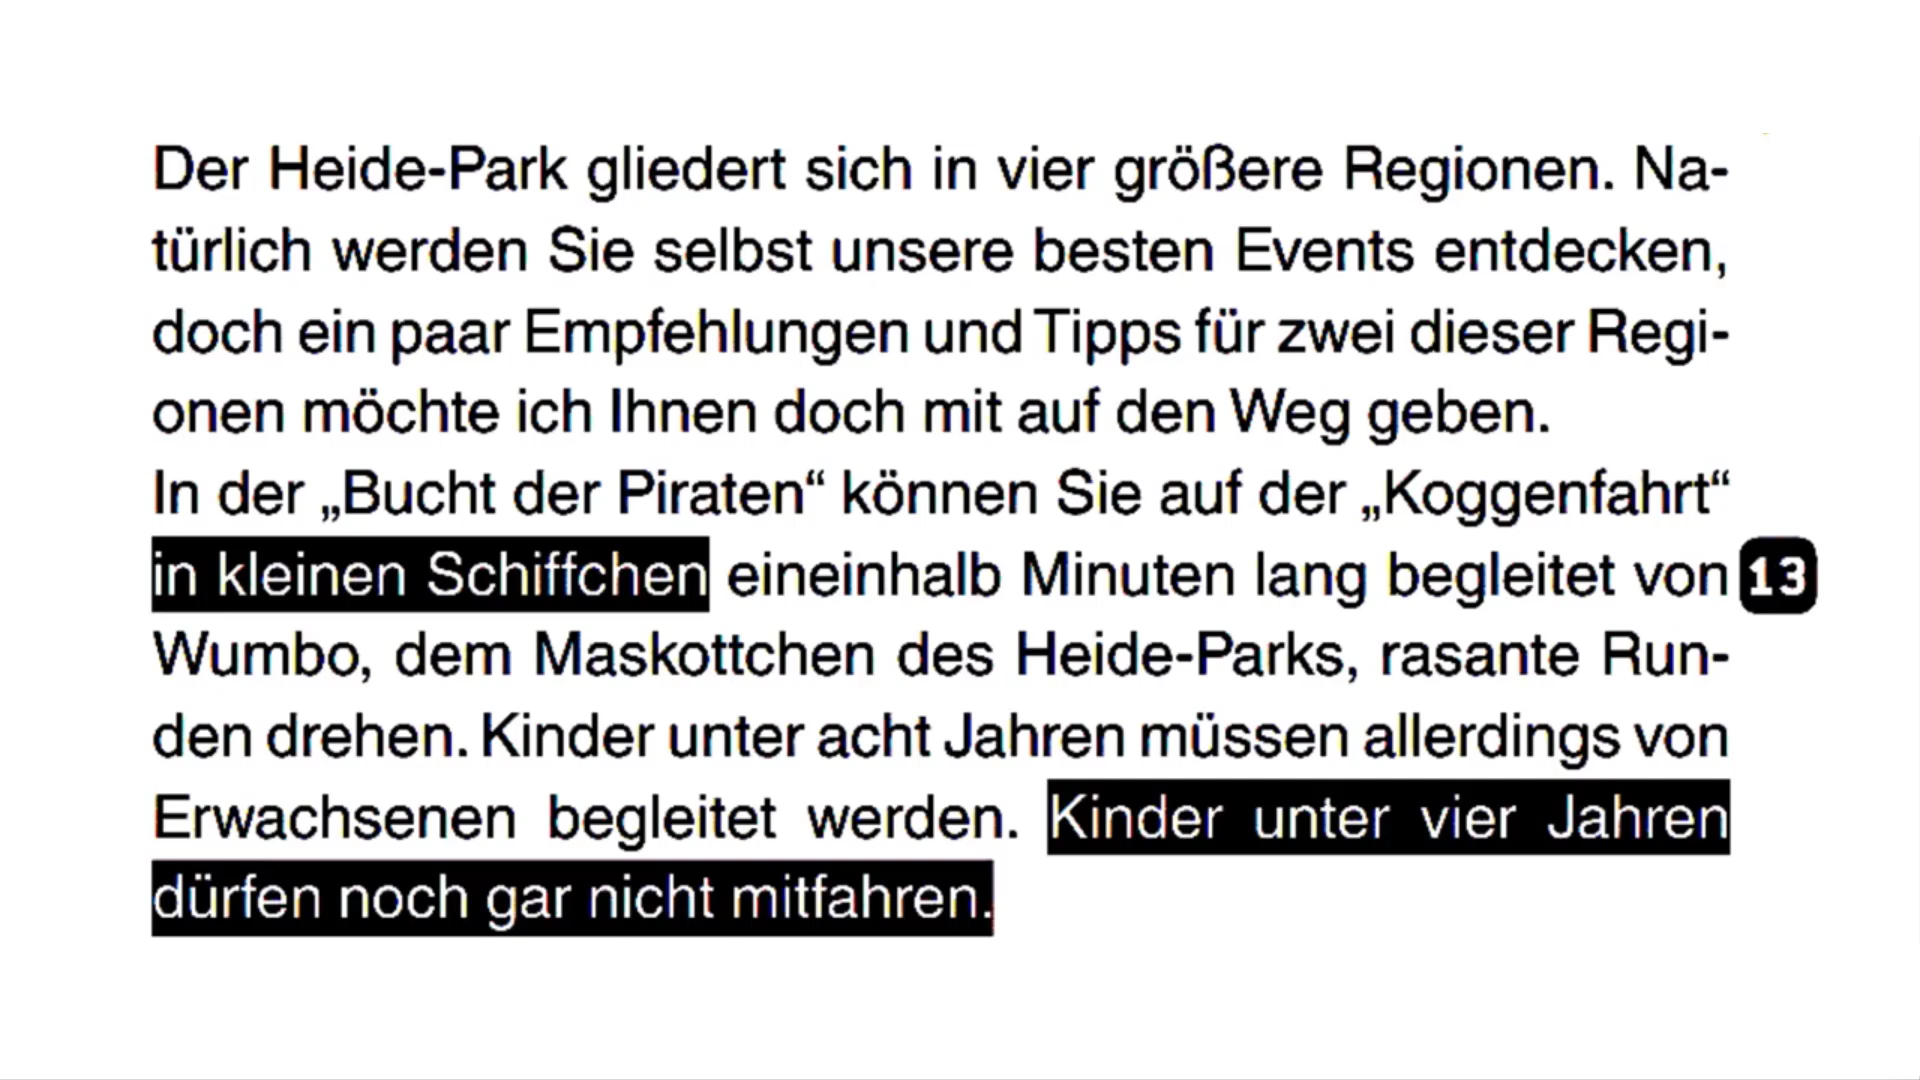 Der Heide-Park gliedert sich in vier größere Regionen. Na-
türlich werden Sie selbst unsere besten Events entdecken,
doch ein paar Empfehlungen und Tipps für zwei dieser Regi-
onen möchte ich Ihnen doch mit auf den Weg geben.
In der „Bucht der Piraten“ können Sie auf der „Koggenfahrt“
in kleinen Schiffchen eineinhalb Minuten lang begleitet von 13
Wumbo, dem Maskottchen des Heide-Parks, rasante Run-
den drehen. Kinder unter acht Jahren müssen allerdings von
Erwachsenen begleitet werden. Kinder unter vier Jahren
dürfen noch gar nicht mitfahren.